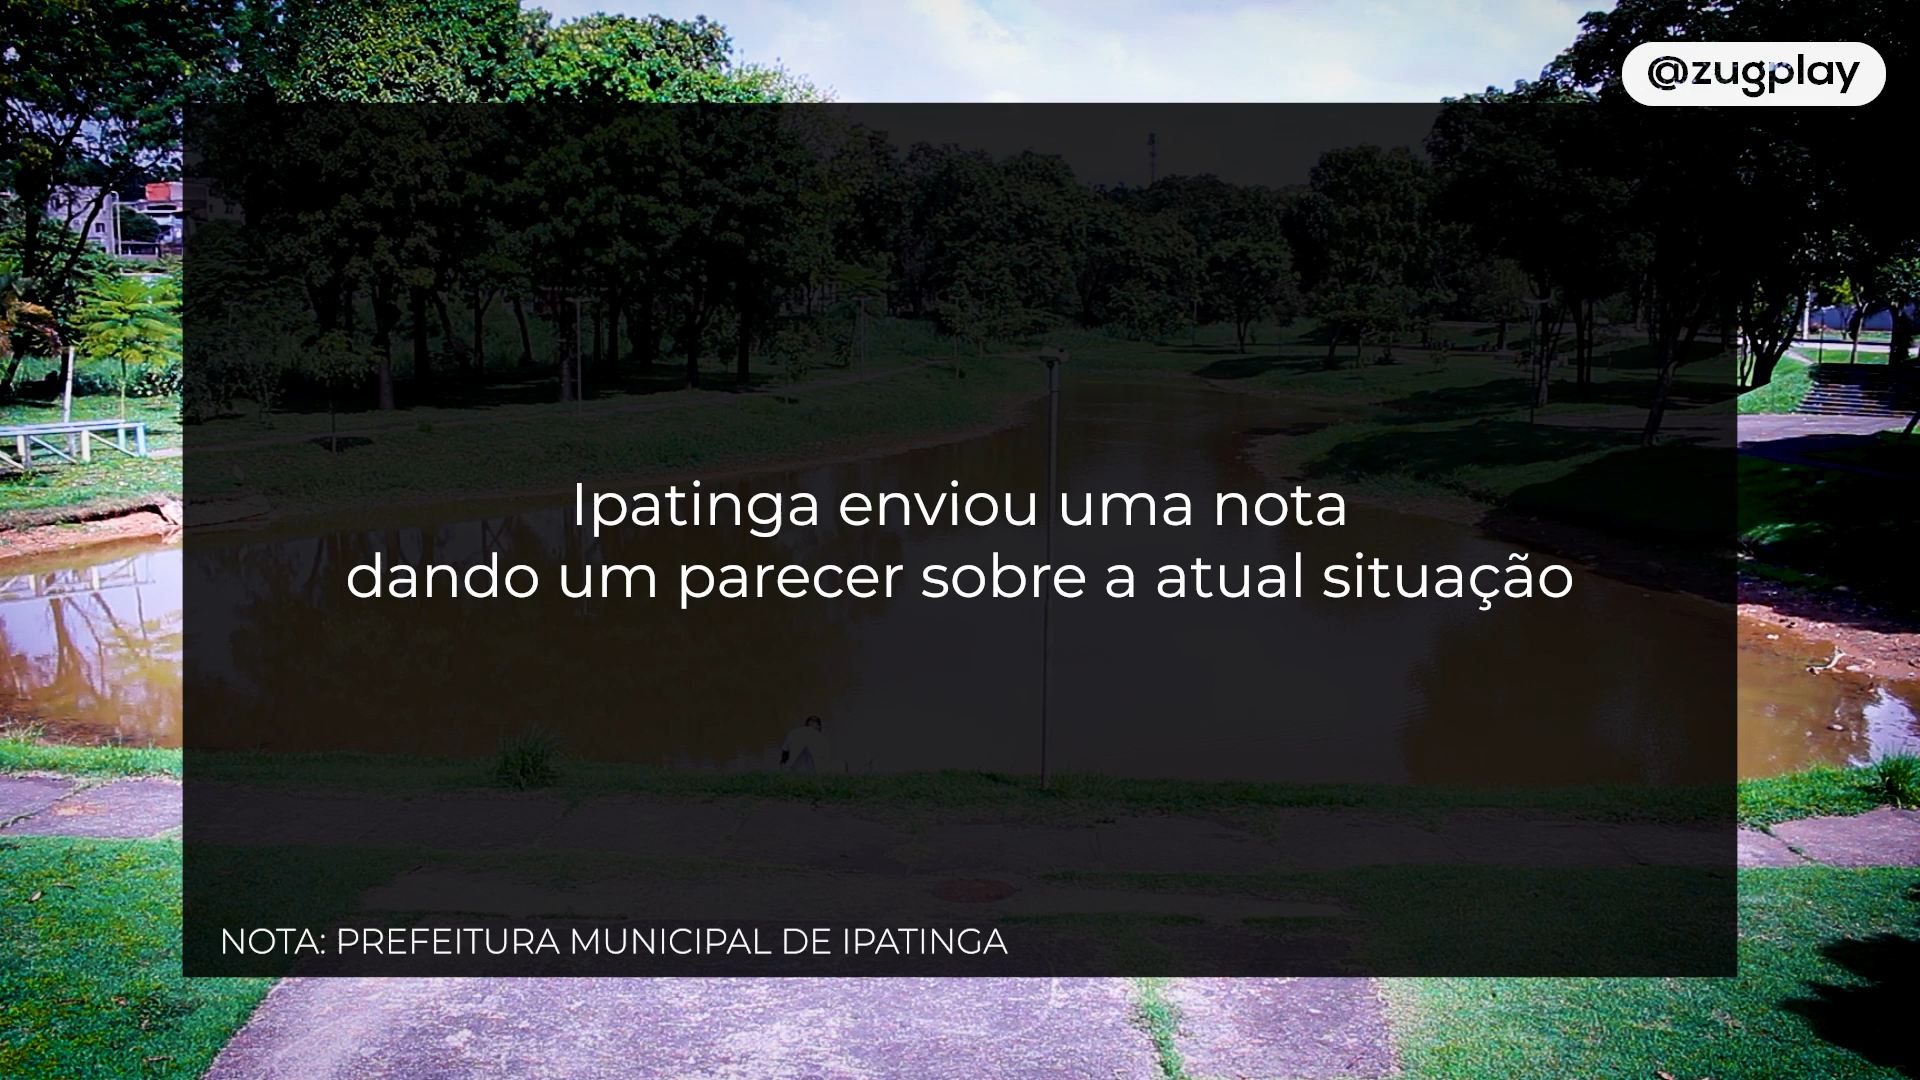 @zugplay
Ipatinga enviou uma nota
dando um parecer sobre a atual situação
NOTA: PREFEITURA MUNICIPAL DE IPATINGA